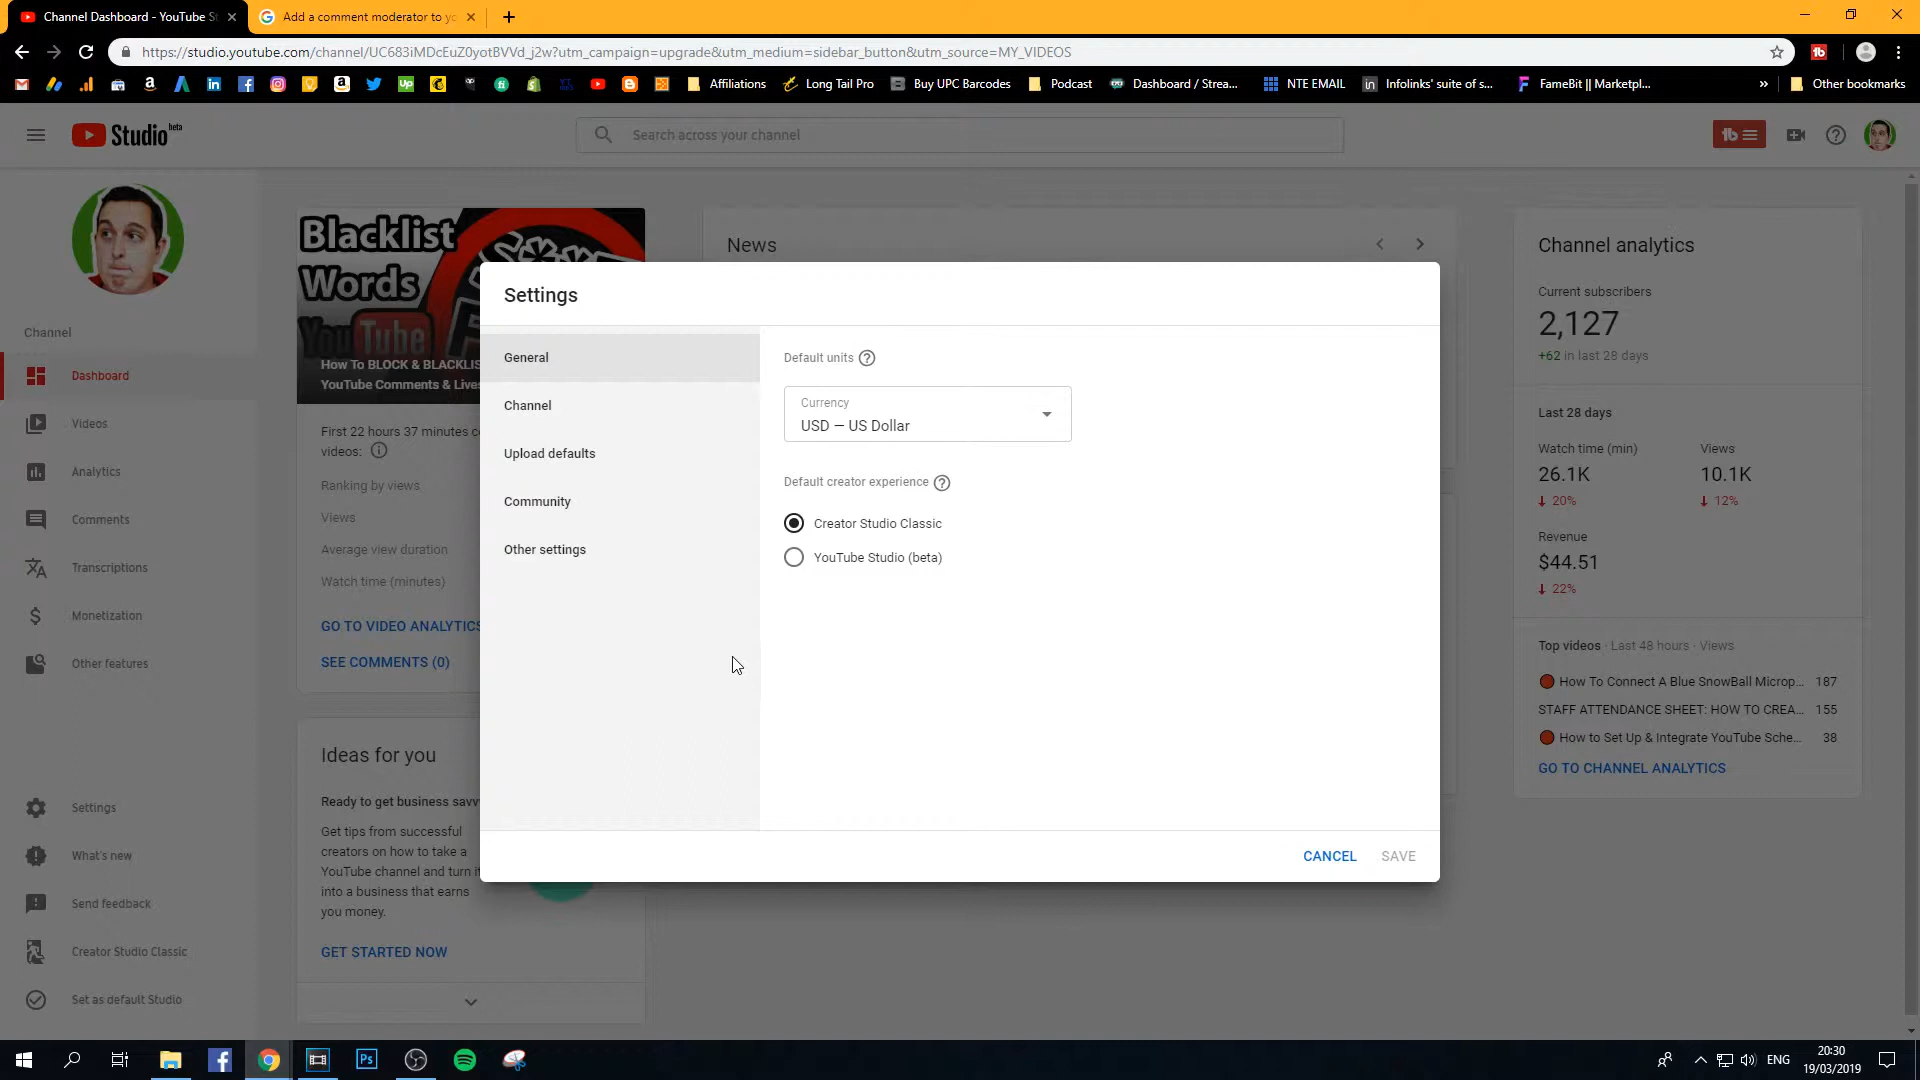 Channel Dashboard - YouTube St
Add a comment moderator to yo
https://studio.youtube.com/channel/UC683iMDcEuZ0yotBVVd_j2w?utm_campaign=upgrade&utm_medium=sidebar_button&utm_source=MY_VIDEOS
Affiliations
Long Tail Pro
Buy UPC Barcodes
Podcast
Dashboard / Strea...
NTE EMAIL
Infolinks' suite of s...
FameBit || Marketpl...
Other bookmarks
Studio beta
Search across your channel
Channel
Dashboard
Videos
Analytics
Comments
Transcriptions
Monetization
Other features
Settings
What's new
Send feedback
Creator Studio Classic
Set as default Studio
Blacklist
Words
YouTube
How To BLOCK & BLACKLIS
YouTube Comments & Lives
First 22 hours 37 minutes co
videos:
Ranking by views
Views
Average view duration
Watch time (minutes)
GO TO VIDEO ANALYTICS
SEE COMMENTS (0)
Ideas for you
Ready to get business savvy
Get tips from successful
creators on how to take a
YouTube channel and turn it
into a business that earns
you money.
GET STARTED NOW
News
Settings
General
Channel
Upload defaults
Community
Other settings
Default units
Currency
USD — US Dollar
Default creator experience
Creator Studio Classic
YouTube Studio (beta)
CANCEL
SAVE
Channel analytics
Current subscribers
2,127
+62 in last 28 days
Last 28 days
Watch time (min)
Views
26.1K
10.1K
20%
12%
Revenue
$44.51
22%
Top videos · Last 48 hours · Views
How To Connect A Blue SnowBall Microp... 187
STAFF ATTENDANCE SHEET: HOW TO CREA... 155
How to Set Up & Integrate YouTube Sche... 38
GO TO CHANNEL ANALYTICS
ENG
20:30
19/03/2019